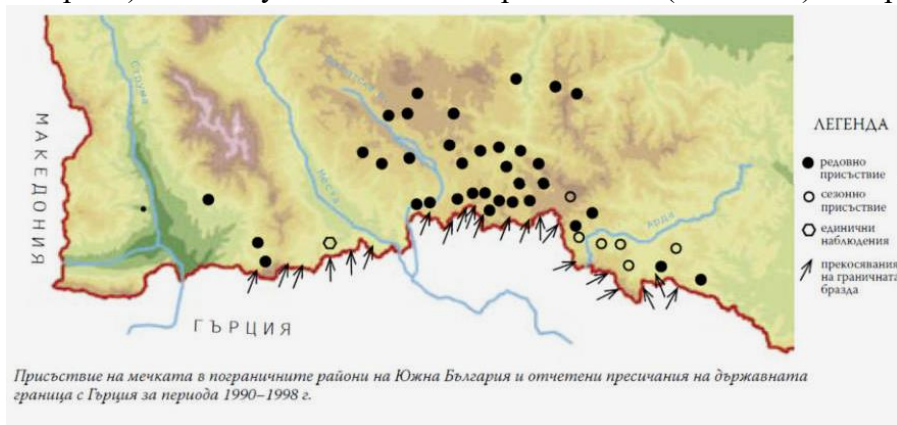 МАКЕДОНИЯ
Струма
Места
Арда
ГЪРЦИЯ
ЛЕГЕНДА
редовно
присъствие
сезонно
присъствие
единични
наблюдения
прекосявания
на граничната
бразда
Присъствие на мечката в пограничните райони на Южна България и отчетени пресичания на държавната
граница с Гърция за периода 1990–1998 г.